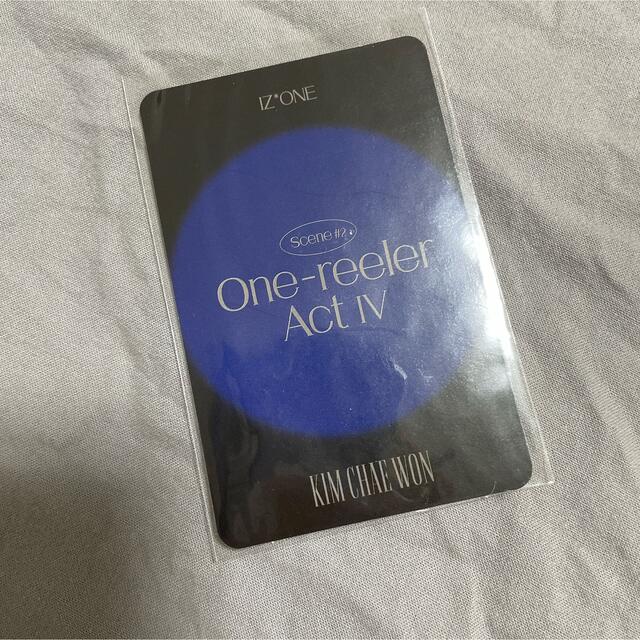 IZ*ONE
Scene #2
One-reeler
Act IV
KIM CHAE WON